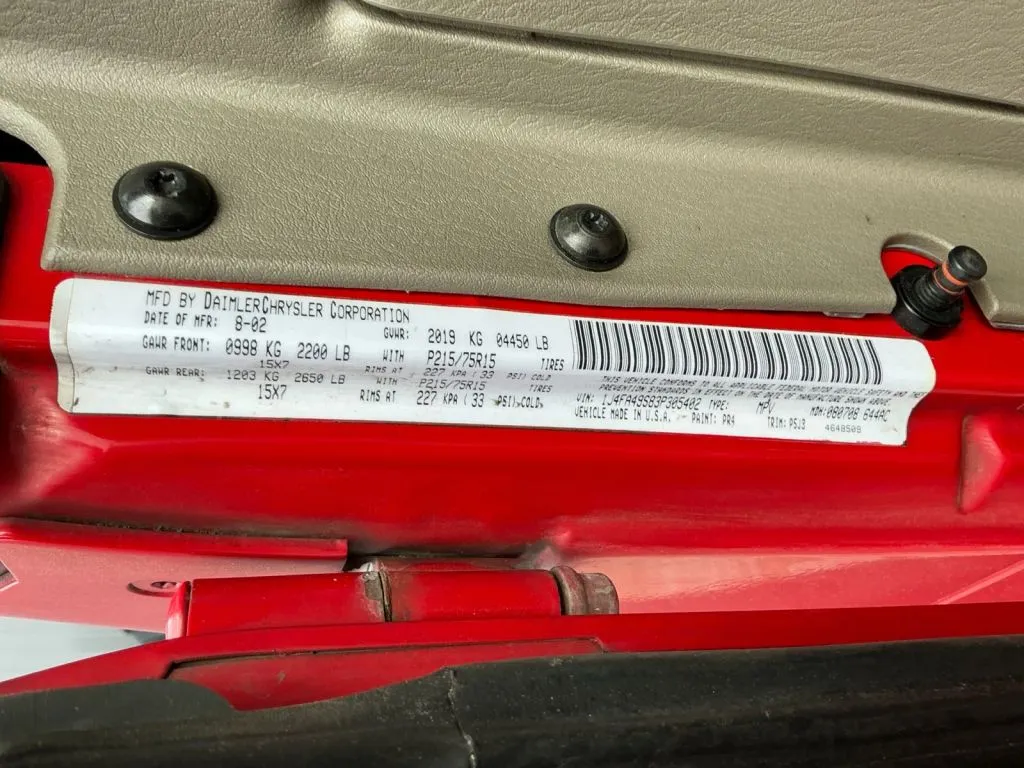 MFD BY DAIMLERCHRYSLER CORPORATION
DATE OF MFR: 8-02 GVWR: 2019 KG 04450 LB
GAWR FRONT: 0998 KG 2200 LB WITH P215/75R15 TIRES
15X7 RIMS AT 227 KPA ( 33 PSI) COLD
GAWR REAR: 1203 KG 2650 LB WITH P215/75R15
15X7 RIMS AT 227 KPA ( 33 PSI) COLD
THIS VEHICLE CONFORMS TO ALL APPLICABLE FEDERAL MOTOR VEHICLE SAFETY AND THEFT
PREVENTION STANDARDS IN EFFECT ON THE DATE OF MANUFACTURE SHOWN ABOVE
VIN: 1J4FA49S83P305402 TYPE: MPV MDH: 080708 644AC
VEHICLE MADE IN U.S.A. PAINT: PR4 TRIM: P5J3
4648509